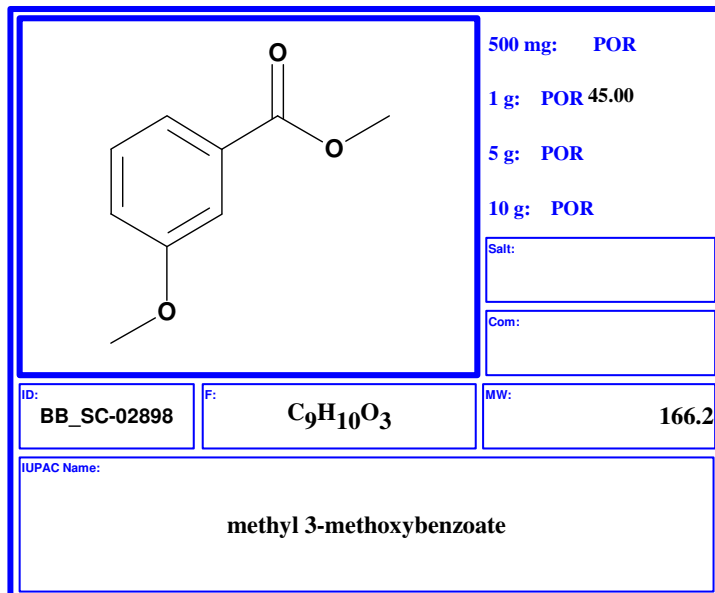 O
O
O
500 mg: POR
1 g: POR 45.00
5 g: POR
10 g: POR
Salt:
Com:
ID:
BB_SC-02898
F:
C9H10O3
MW:
166.2
IUPAC Name:
methyl 3-methoxybenzoate